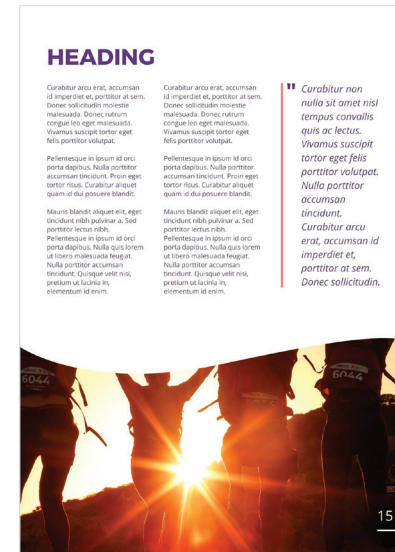 HEADING
Curabitur arcu erat, accumsan
id imperdiet et, porttitor at sem.
Donec sollicitudin molestie
malesuada. Donec rutrum
congue leo eget malesuada.
Vivamus suscipit tortor eget
felis porttitor volutpat.
Pellentesque in ipsum id orci
porta dapibus. Nulla porttitor
accumsan tincidunt. Proin eget
tortor risus. Curabitur aliquet
quam id dui posuere blandit.
Mauris blandit aliquet elit, eget
tincidunt nibh pulvinar a. Sed
porttitor lectus nibh.
Pellentesque in ipsum id orci
porta dapibus. Nulla quis lorem
ut libero malesuada feugiat.
Nulla porttitor accumsan
tincidunt. Quisque velit nisi,
pretium ut lacinia in,
elementum id enim.
Curabitur arcu erat, accumsan
id imperdiet et, porttitor at sem.
Donec sollicitudin molestie
malesuada. Donec rutrum
congue leo eget malesuada.
Vivamus suscipit tortor eget
felis porttitor volutpat.
Pellentesque in ipsum id orci
porta dapibus. Nulla porttitor
accumsan tincidunt. Proin eget
tortor risus. Curabitur aliquet
quam id dui posuere blandit.
Mauris blandit aliquet elit, eget
tincidunt nibh pulvinar a. Sed
porttitor lectus nibh.
Pellentesque in ipsum id orci
porta dapibus. Nulla quis lorem
ut libero malesuada feugiat.
Nulla porttitor accumsan
tincidunt. Quisque velit nisi,
pretium ut lacinia in,
elementum id enim.
" Curabitur non
nulla sit amet nisl
tempus convallis
quis ac lectus.
Vivamus suscipit
tortor eget felis
porttitor volutpat.
Nulla porttitor
accumsan
tincidunt.
Curabitur arcu
erat, accumsan id
imperdiet et,
porttitor at sem.
Donec sollicitudin.
6044
6044
15